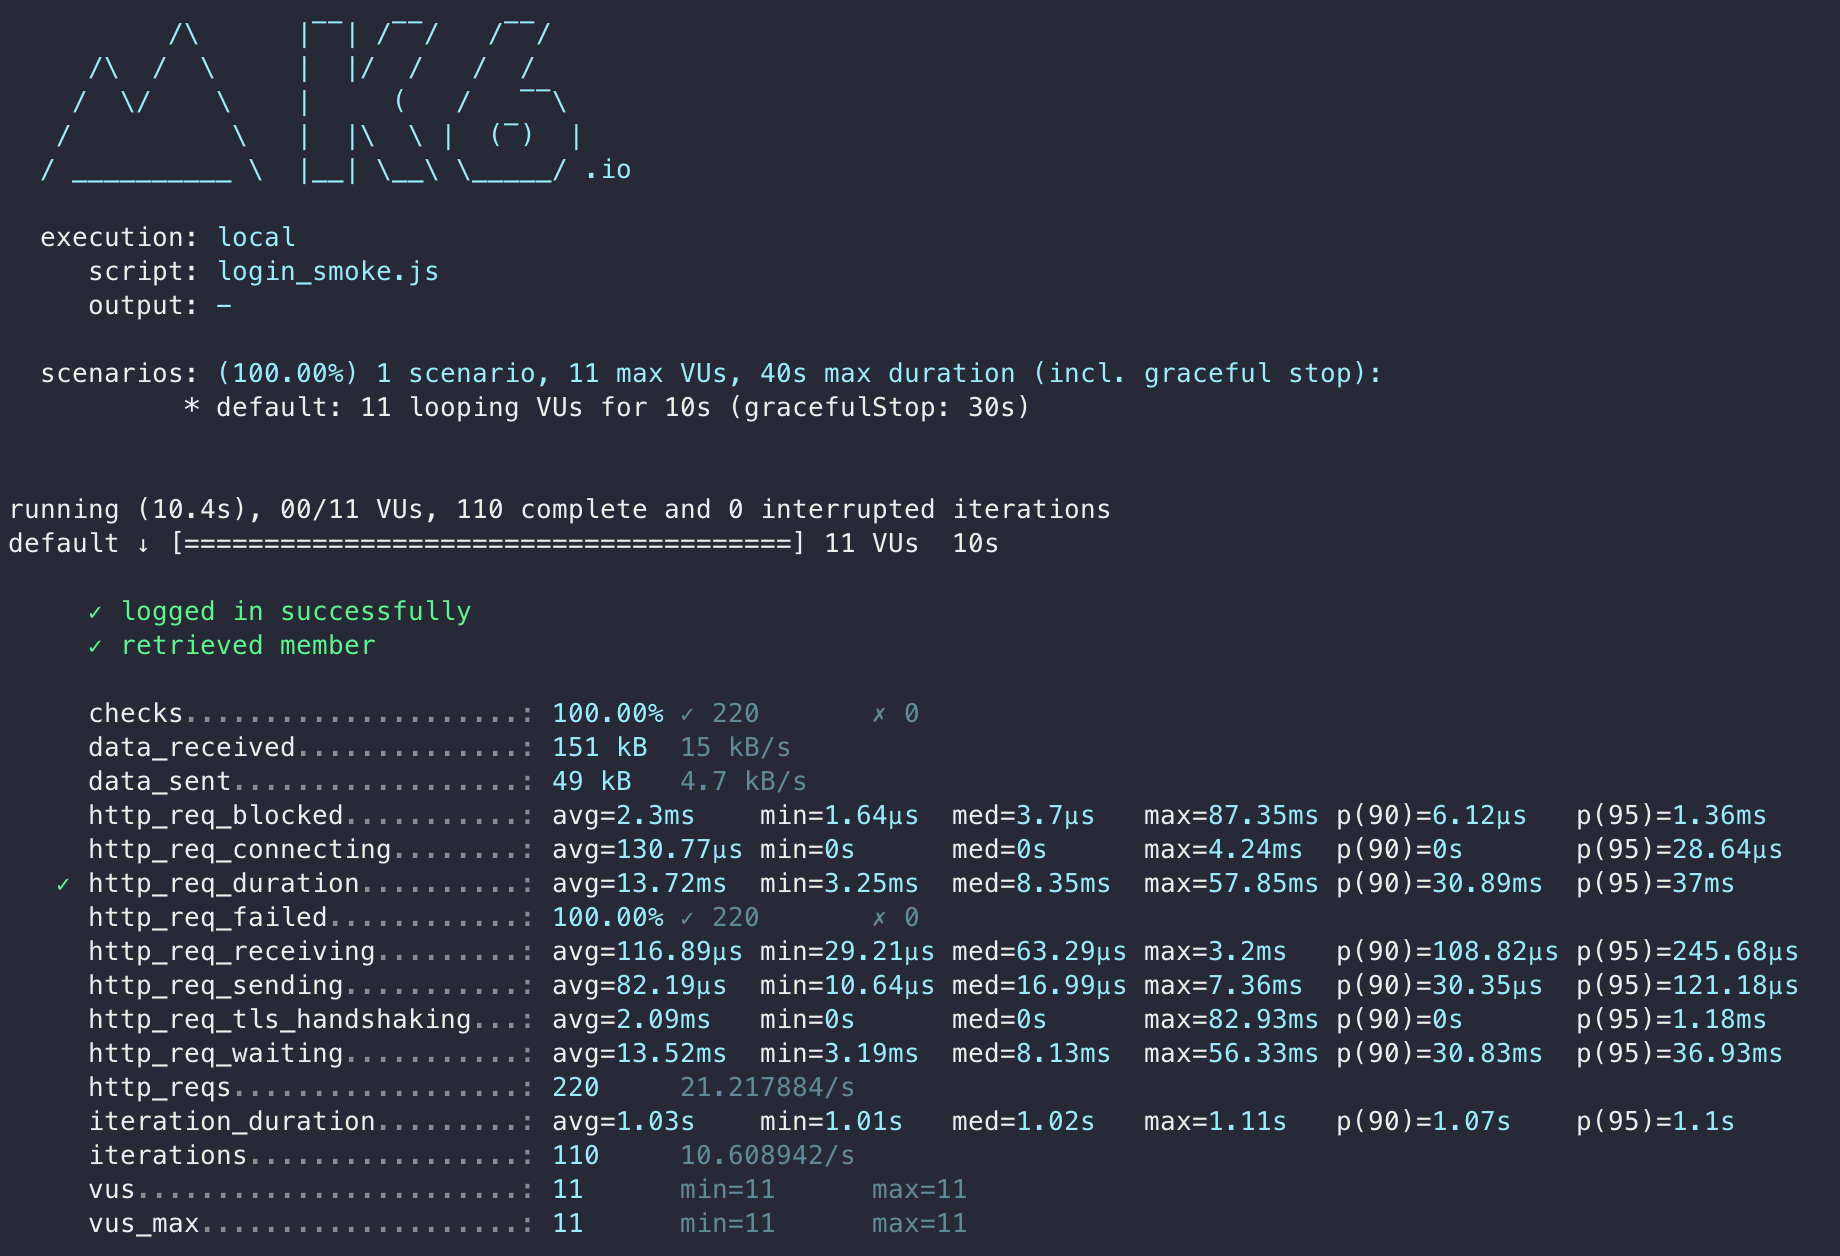 /\      |‾‾| /‾‾/   /‾‾/
     /\  /  \     |  |/  /   /  /
    /  \/    \    |     (   /   ‾‾\
   /          \   |  |\  \ |  (‾)  |
  / __________ \  |__| \__\ \_____/ .io
  execution: local
     script: login_smoke.js
     output: -
  scenarios: (100.00%) 1 scenario, 11 max VUs, 40s max duration (incl. graceful stop):
           * default: 11 looping VUs for 10s (gracefulStop: 30s)
running (10.4s), 00/11 VUs, 110 complete and 0 interrupted iterations
default ↓ [======================================] 11 VUs  10s
     ✓ logged in successfully
     ✓ retrieved member
     checks.....................: 100.00% ✓ 220       ✗ 0
     data_received..............: 151 kB  15 kB/s
     data_sent..................: 49 kB   4.7 kB/s
     http_req_blocked...........: avg=2.3ms    min=1.64µs  med=3.7µs   max=87.35ms p(90)=6.12µs   p(95)=1.36ms
     http_req_connecting........: avg=130.77µs min=0s      med=0s      max=4.24ms  p(90)=0s       p(95)=28.64µs
   ✓ http_req_duration..........: avg=13.72ms  min=3.25ms  med=8.35ms  max=57.85ms p(90)=30.89ms  p(95)=37ms
     http_req_failed............: 100.00% ✓ 220       ✗ 0
     http_req_receiving.........: avg=116.89µs min=29.21µs med=63.29µs max=3.2ms   p(90)=108.82µs p(95)=245.68µs
     http_req_sending...........: avg=82.19µs  min=10.64µs med=16.99µs max=7.36ms  p(90)=30.35µs  p(95)=121.18µs
     http_req_tls_handshaking...: avg=2.09ms   min=0s      med=0s      max=82.93ms p(90)=0s       p(95)=1.18ms
     http_req_waiting...........: avg=13.52ms  min=3.19ms  med=8.13ms  max=56.33ms p(90)=30.83ms  p(95)=36.93ms
     http_reqs..................: 220     21.217884/s
     iteration_duration.........: avg=1.03s    min=1.01s   med=1.02s   max=1.11s   p(90)=1.07s    p(95)=1.1s
     iterations.................: 110     10.608942/s
     vus........................: 11      min=11      max=11
     vus_max....................: 11      min=11      max=11